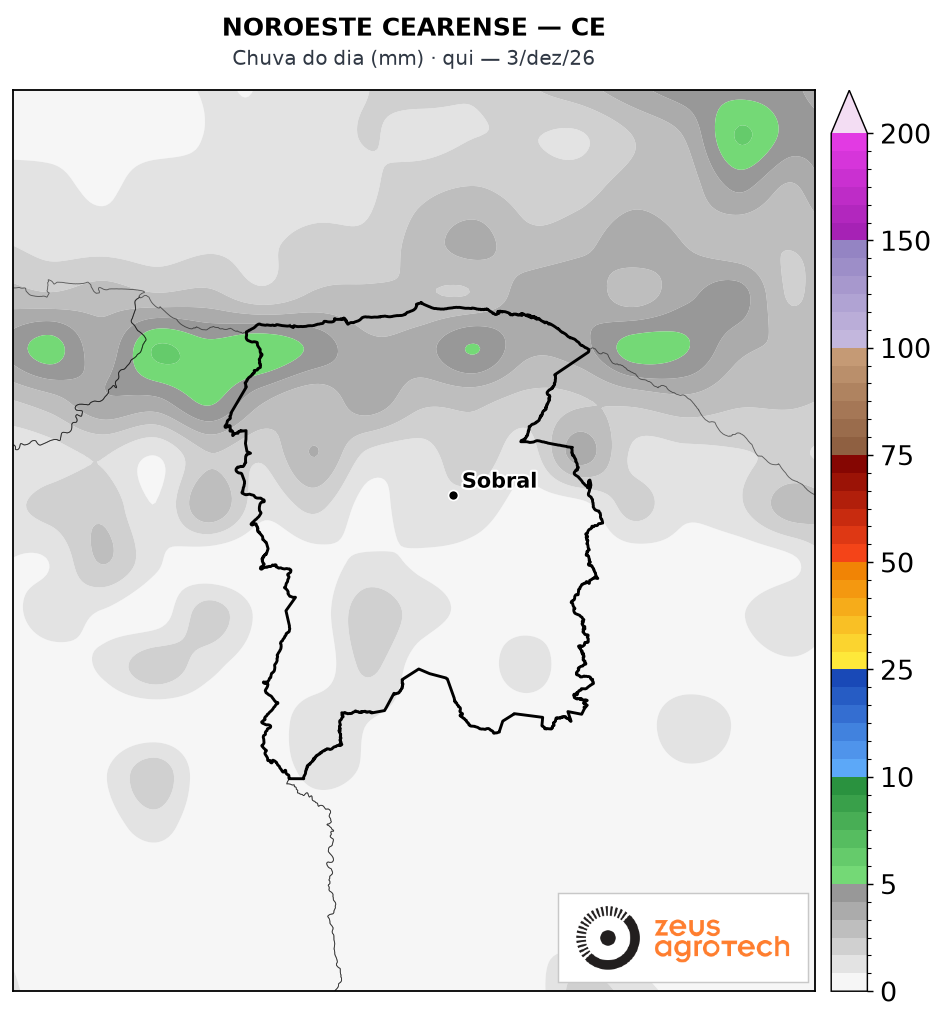 NOROESTE CEARENSE — CE
Chuva do dia (mm) · qui — 3/dez/26
200
150
100
75
50
25
10
5
0
Sobral
zeus
agrotech